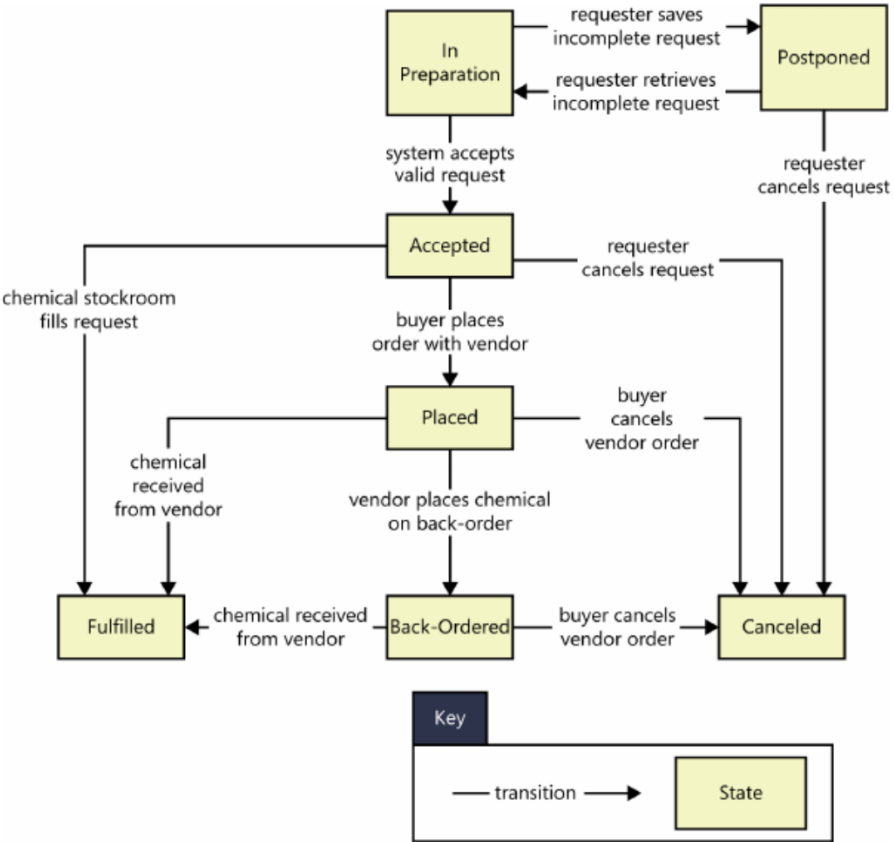 requester saves
incomplete request
In
Preparation
Postponed
requester retrieves
incomplete request
system accepts
valid request
requester
cancels request
Accepted
requester
cancels request
chemical stockroom
fills request
buyer places
order with vendor
buyer
cancels
vendor order
Placed
chemical
received
from vendor
vendor places chemical
on back-order
Fulfilled
chemical received
from vendor
Back-Ordered
buyer cancels
vendor order
Canceled
Key
transition
State